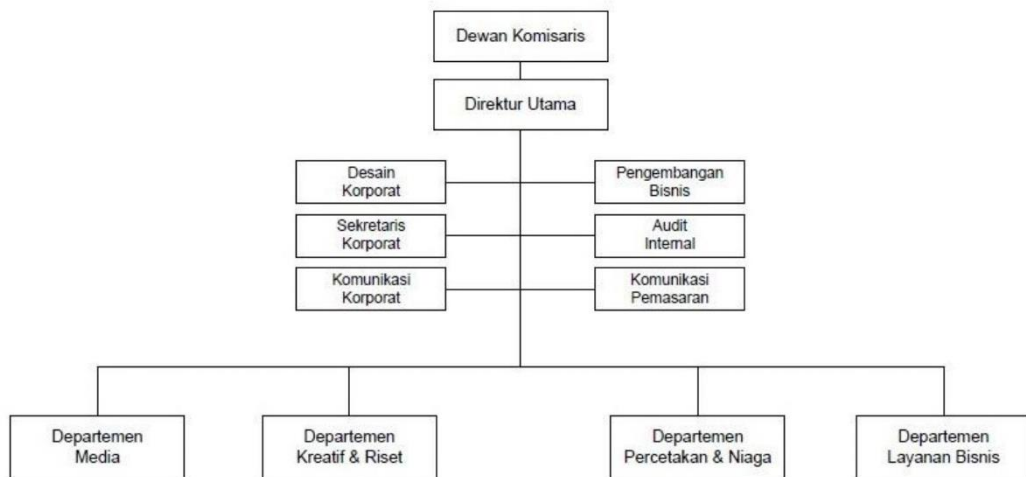 Dewan Komisaris
Direktur Utama
Desain
Korporat
Pengembangan
Bisnis
Sekretaris
Korporat
Audit
Internal
Komunikasi
Korporat
Komunikasi
Pemasaran
Departemen
Media
Departemen
Kreatif & Riset
Departemen
Percetakan & Niaga
Departemen
Layanan Bisnis